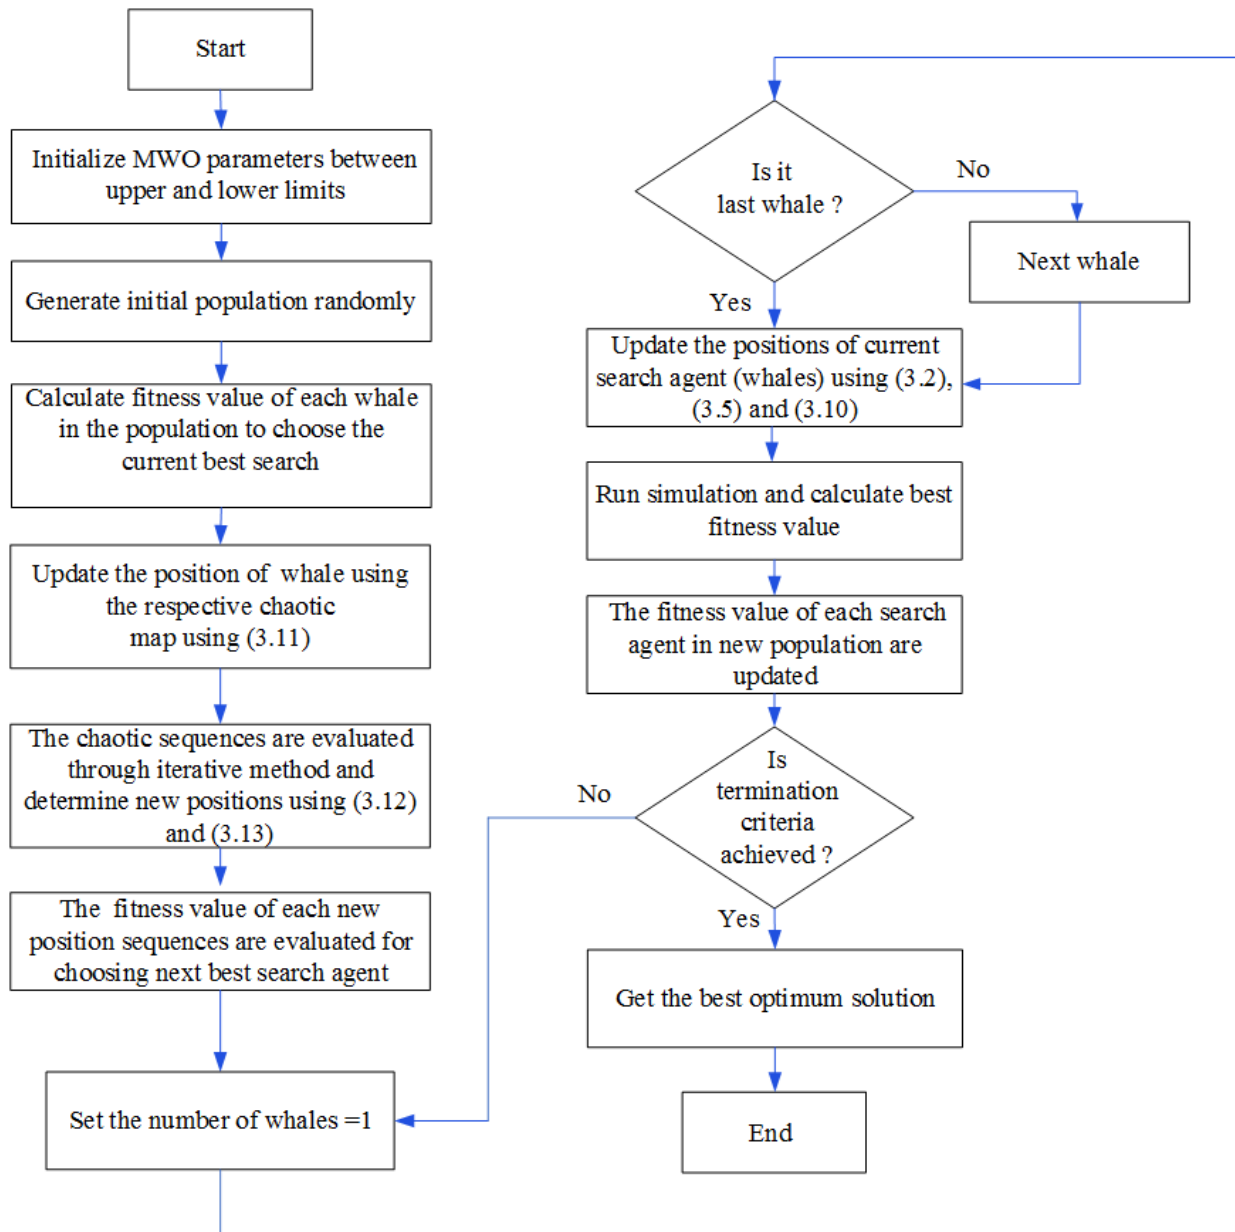 Start
Initialize MWO parameters between
upper and lower limits
Generate initial population randomly
Calculate fitness value of each whale
in the population to choose the
current best search
Update the position of whale using
the respective chaotic
map using (3.11)
The chaotic sequences are evaluated
through iterative method and
determine new positions using (3.12)
and (3.13)
The fitness value of each new
position sequences are evaluated for
choosing next best search agent
Set the number of whales =1
Is it
last whale ?
No
Next whale
Yes
Update the positions of current
search agent (whales) using (3.2),
(3.5) and (3.10)
Run simulation and calculate best
fitness value
The fitness value of each search
agent in new population are
updated
Is
termination
criteria
achieved ?
No
Yes
Get the best optimum solution
End